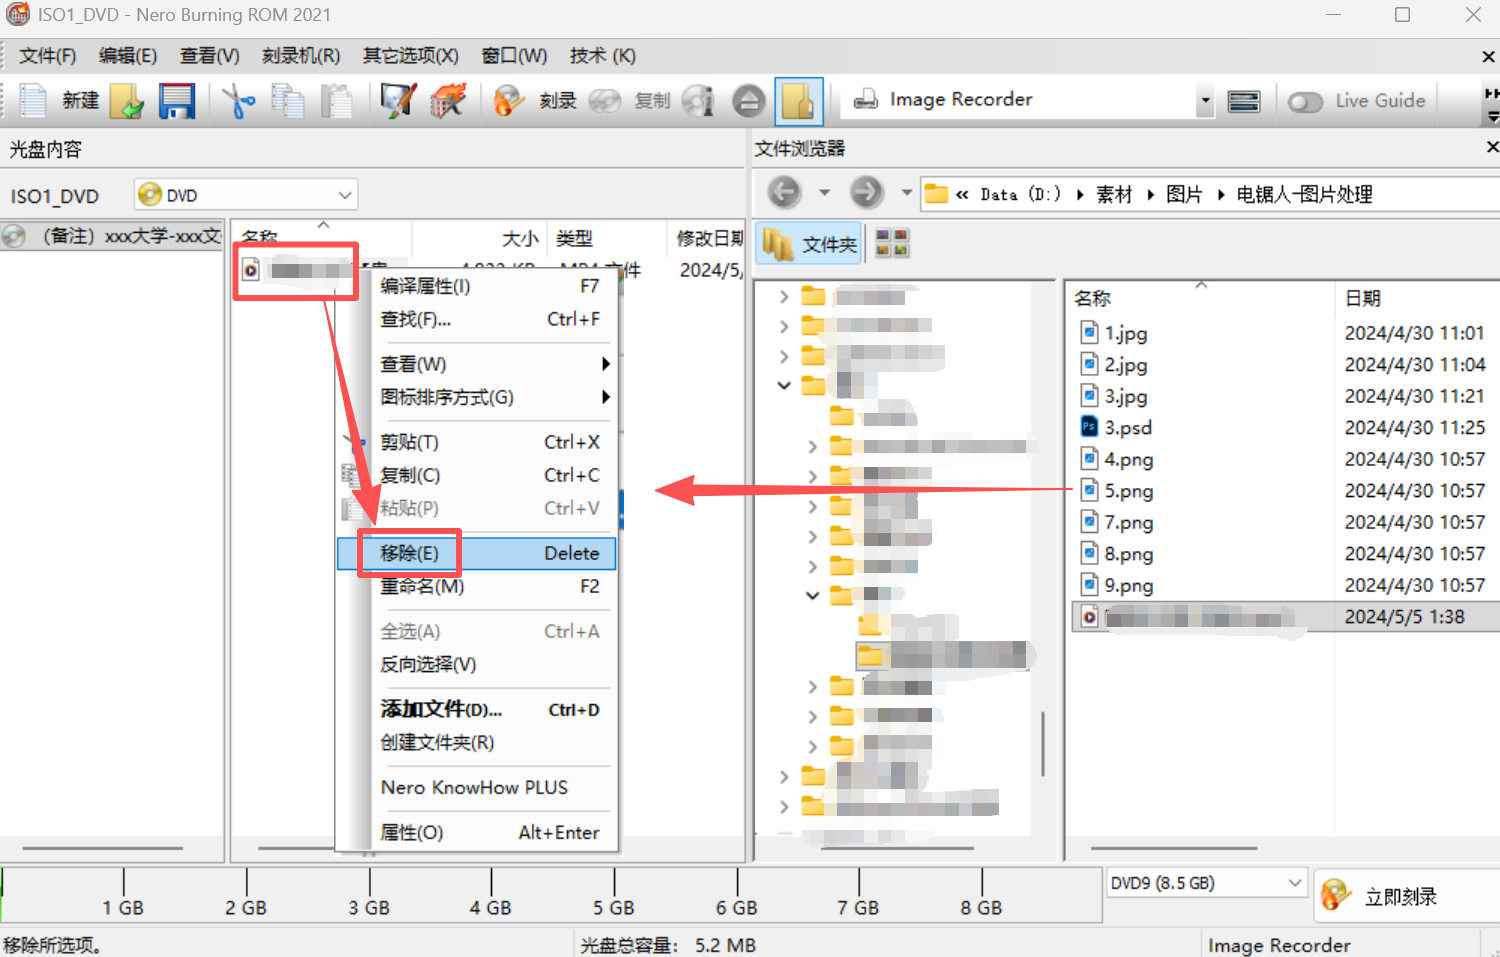 ISO1_DVD - Nero Burning ROM 2021
文件(F) 编辑(E) 查看(V) 刻录机(R) 其它选项(X) 窗口(W) 技术 (K)
新建 刻录 复制 Image Recorder Live Guide
光盘内容
文件浏览器
ISO1_DVD DVD
« Data (D:) 素材 图片 电锯人-图片处理
(备注) xxx大学-xxx文
文件夹
名称 大小 类型 修改日期
2024/5/
编译属性(I) F7
查找(F)... Ctrl+F
查看(W)
图标排序方式(G)
剪贴(T) Ctrl+X
复制(C) Ctrl+C
粘贴(P) Ctrl+V
移除(E) Delete
重命名(M) F2
全选(A) Ctrl+A
反向选择(V)
添加文件(D)... Ctrl+D
创建文件夹(R)
Nero KnowHow PLUS
属性(O) Alt+Enter
名称 日期
1.jpg 2024/4/30 11:01
2.jpg 2024/4/30 11:04
3.jpg 2024/4/30 11:21
3.psd 2024/4/30 11:25
4.png 2024/4/30 10:57
5.png 2024/4/30 10:57
7.png 2024/4/30 10:57
8.png 2024/4/30 10:57
9.png 2024/4/30 10:57
2024/5/5 1:38
1 GB 2 GB 3 GB 4 GB 5 GB 6 GB 7 GB 8 GB
DVD9 (8.5 GB)
立即刻录
移除所选项。 光盘总容量: 5.2 MB Image Recorder